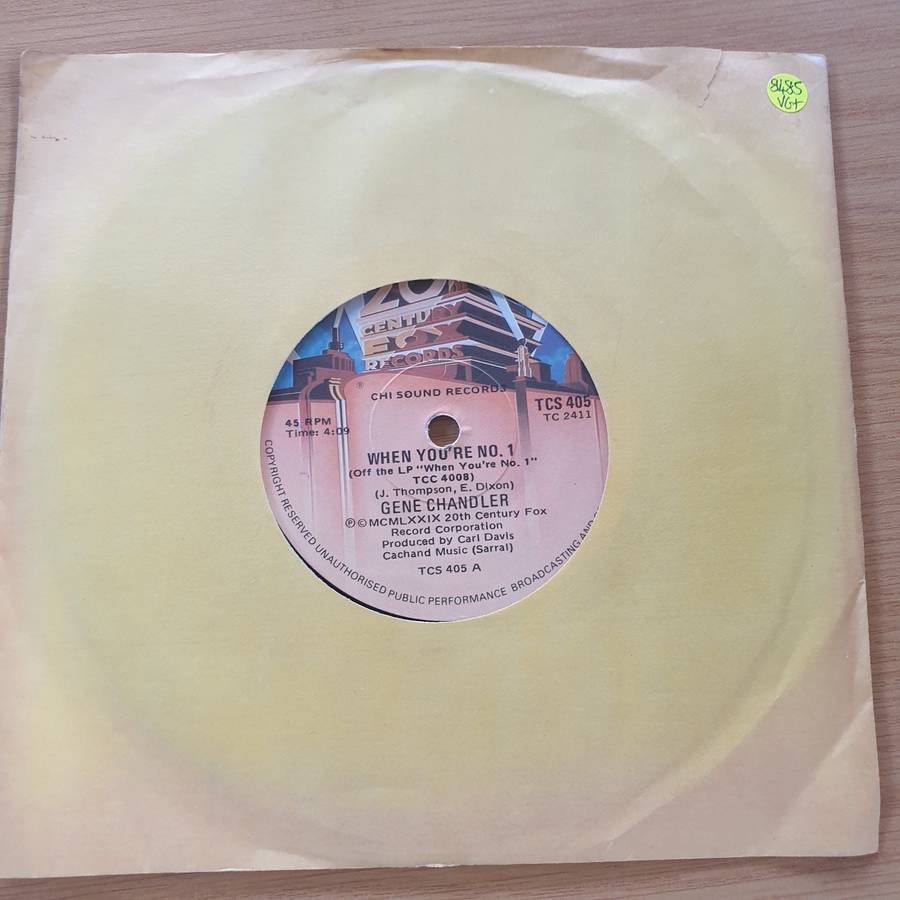 8485
VG+
20
CENTURY
FOX
RECORDS
® CHI SOUND RECORDS
45 RPM
Time: 4:09
TCS 405
TC 2411
WHEN YOU'RE NO. 1
(Off the LP "When You're No. 1"
TCC 4008)
(J. Thompson, E. Dixon)
GENE CHANDLER
℗©MCMLXXIX 20th Century Fox
Record Corporation
Produced by Carl Davis
Cachand Music (Sarral)
TCS 405 A
COPYRIGHT RESERVED UNAUTHORISED PUBLIC PERFORMANCE BROADCASTING AND